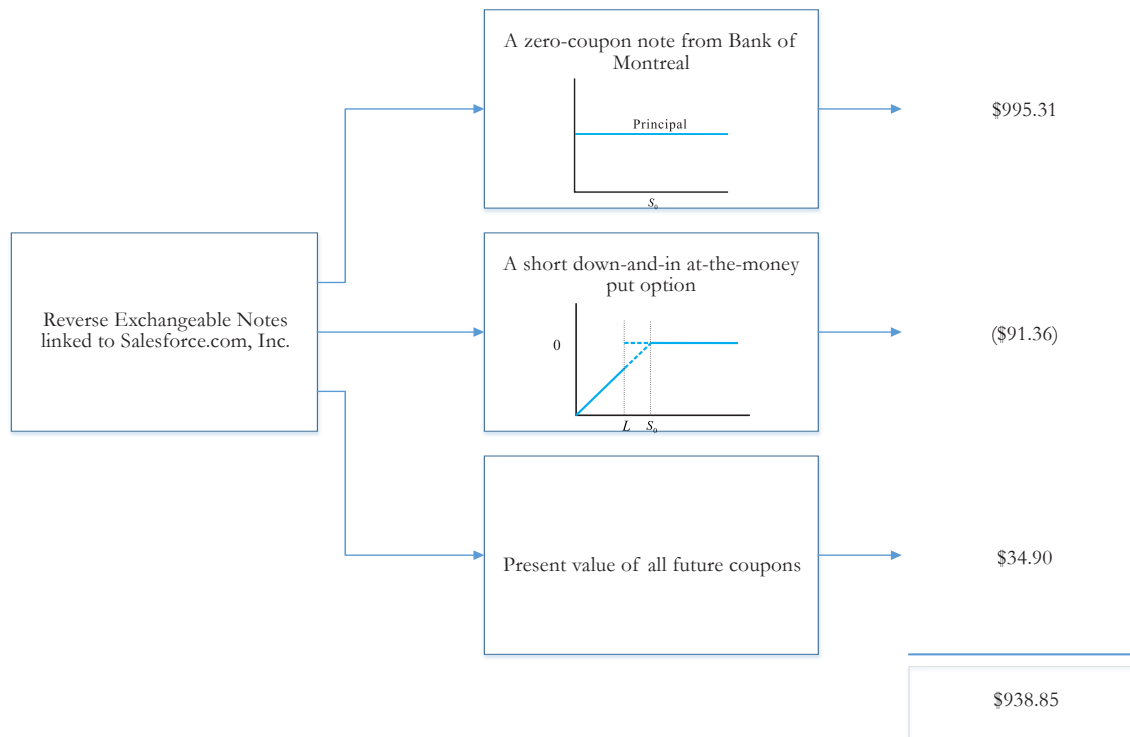 A zero-coupon note from Bank of
Montreal
Principal
S₀
$995.31
Reverse Exchangeable Notes
linked to Salesforce.com, Inc.
A short down-and-in at-the-money
put option
0
L S₀
($91.36)
Present value of all future coupons
$34.90
$938.85